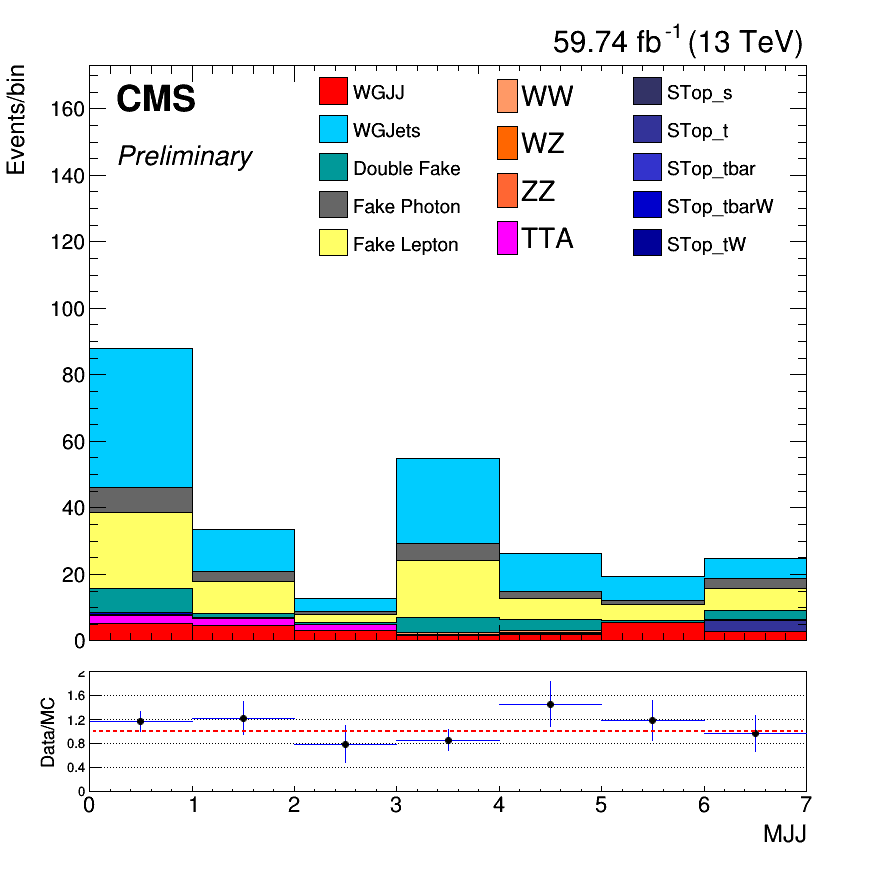 59.74 fb-1 (13 TeV)
Events/bin
CMS
Preliminary
WGJJ
WGJets
Double Fake
Fake Photon
Fake Lepton
WW
WZ
ZZ
TTA
STop_s
STop_t
STop_tbar
STop_tbarW
STop_tW
160
140
120
100
80
60
40
20
0
Data/MC
2
1.6
1.2
0.8
0.4
0
0 1 2 3 4 5 6 7
MJJ